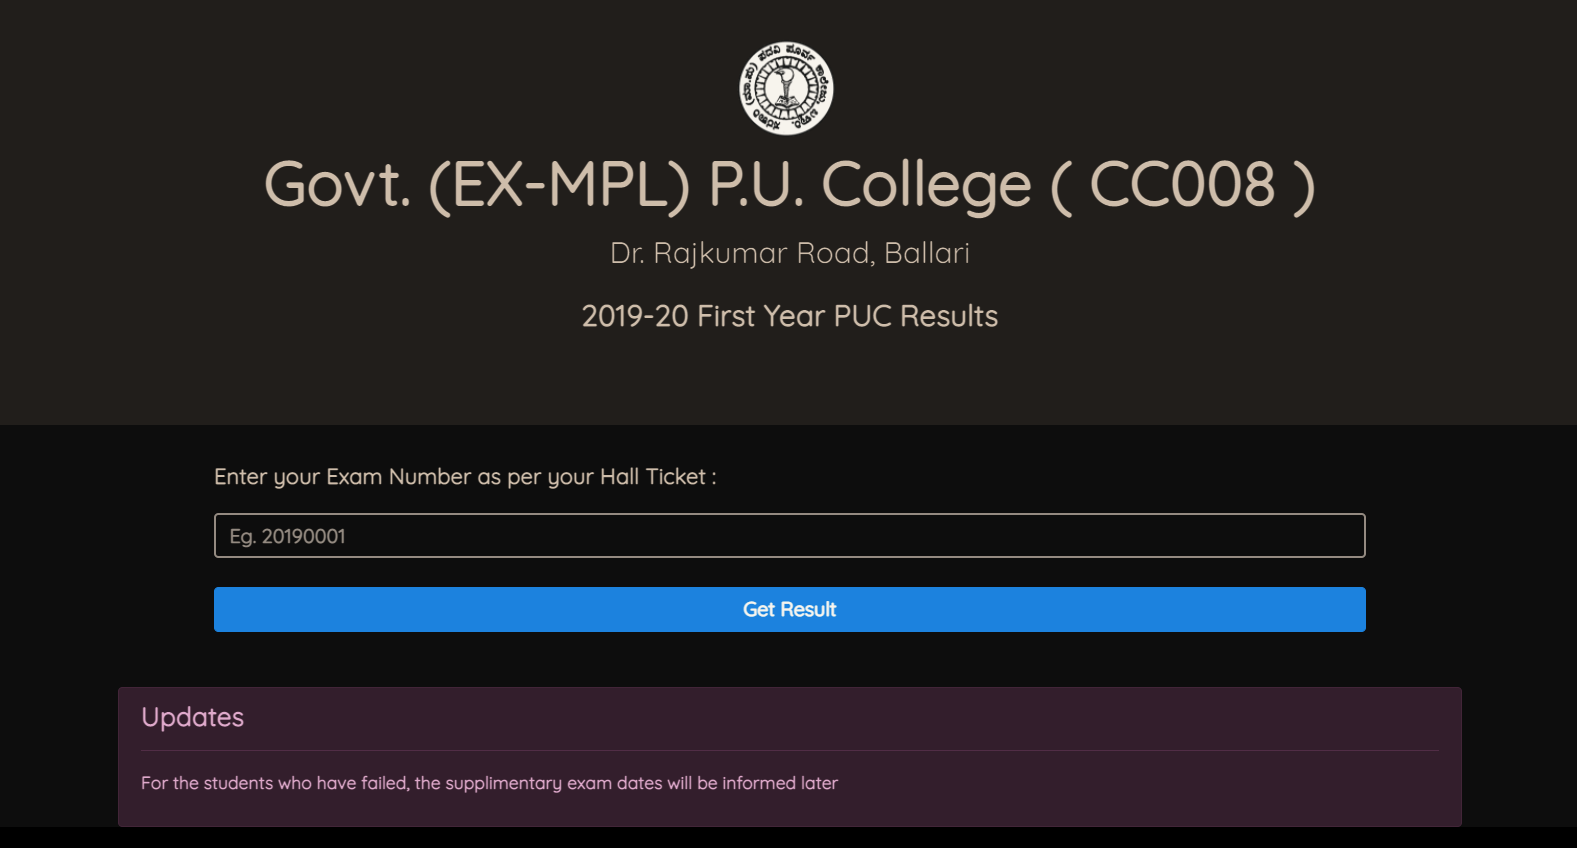 Govt. (EX-MPL) P.U. College ( CC008 )
Dr. Rajkumar Road, Ballari
2019-20 First Year PUC Results
Enter your Exam Number as per your Hall Ticket :
Eg. 20190001
Get Result
Updates
For the students who have failed, the supplimentary exam dates will be informed later